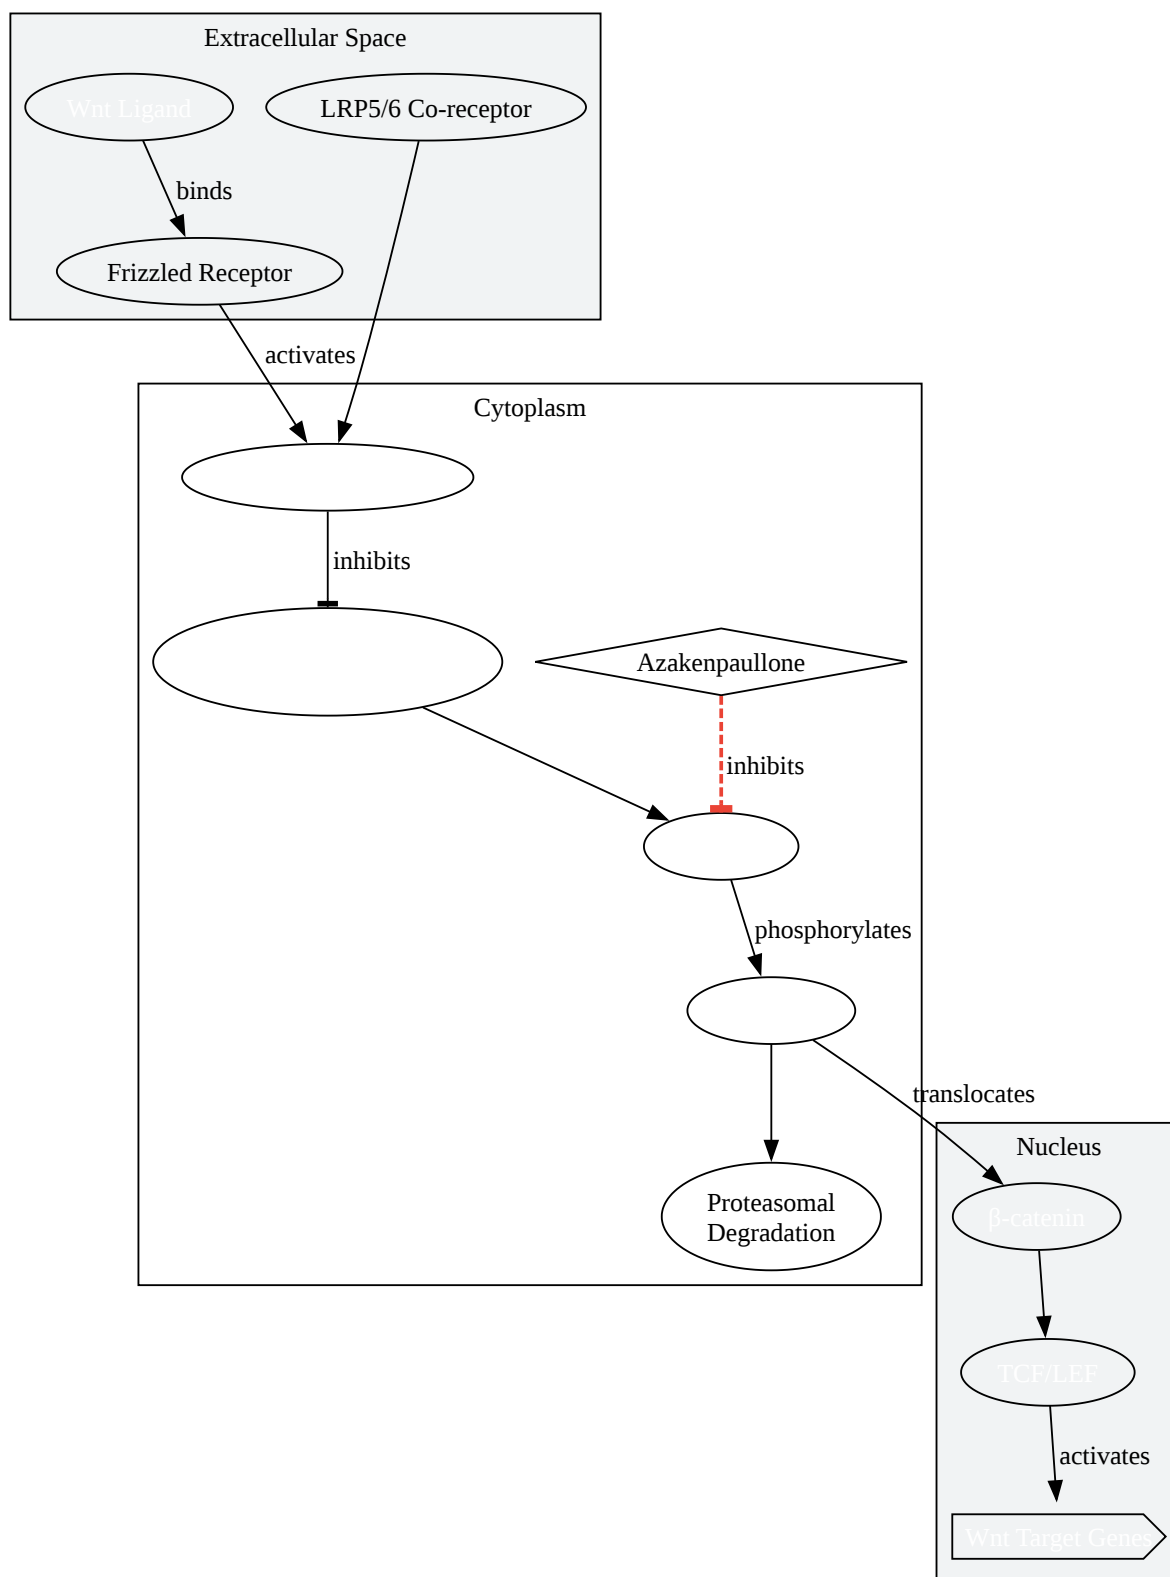 Extracellular Space
Wnt Ligand
LRP5/6 Co-receptor
binds
Frizzled Receptor
activates
Cytoplasm
inhibits
Azakenpaullone
inhibits
phosphorylates
translocates
Nucleus
Proteasomal
Degradation
β-catenin
TCF/LEF
activates
Wnt Target Genes